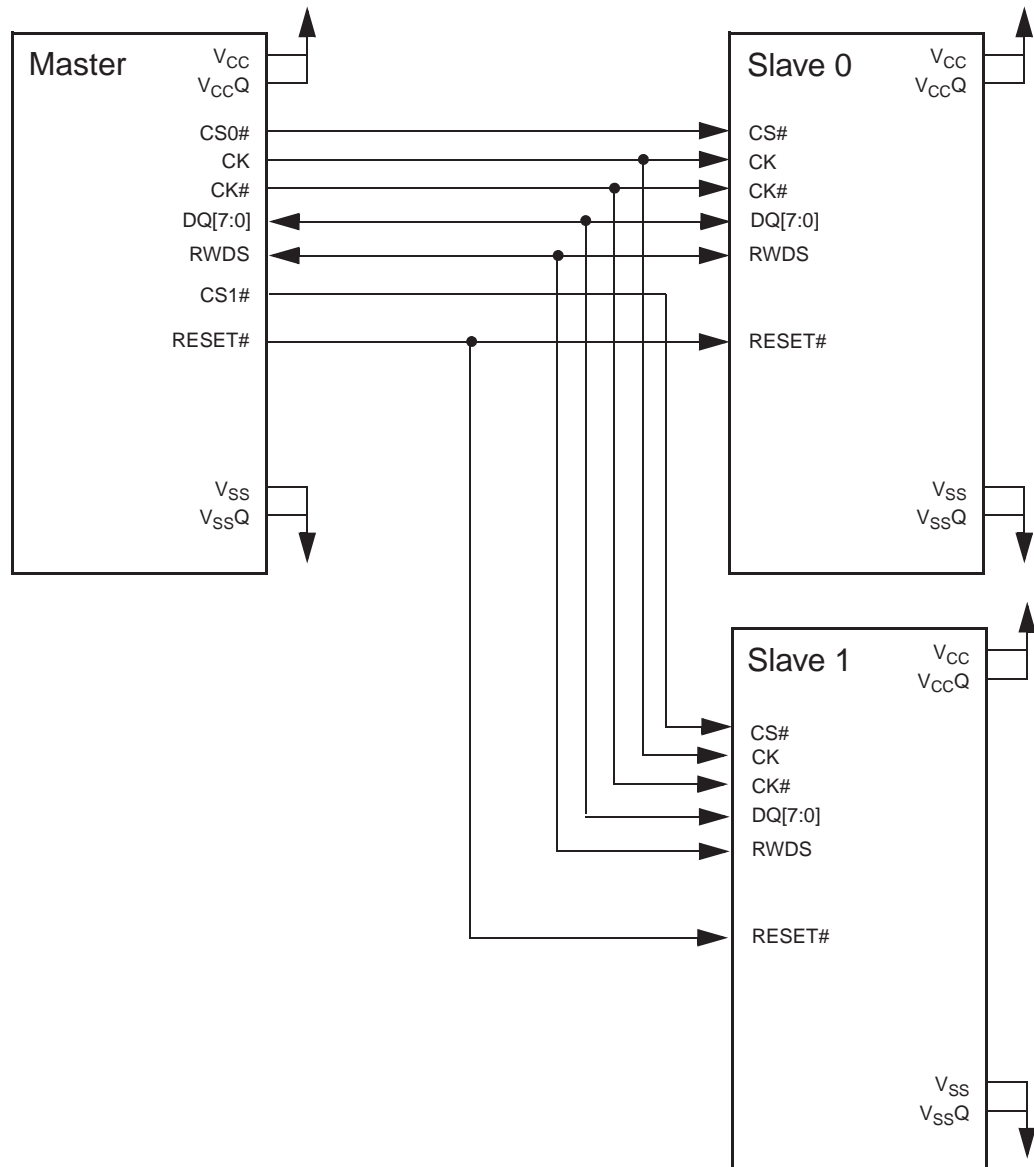 Master
VCC
VCCQ
CS0#
CK
CK#
DQ[7:0]
RWDS
CS1#
RESET#
VSS
VSSQ
Slave 0
VCC
VCCQ
CS#
CK
CK#
DQ[7:0]
RWDS
RESET#
VSS
VSSQ
Slave 1
VCC
VCCQ
CS#
CK
CK#
DQ[7:0]
RWDS
RESET#
VSS
VSSQ